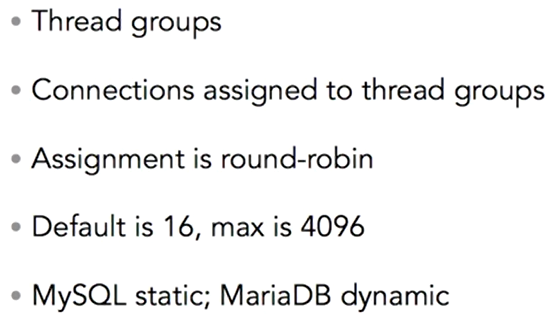 • Thread groups
• Connections assigned to thread groups
• Assignment is round-robin
• Default is 16, max is 4096
• MySQL static; MariaDB dynamic